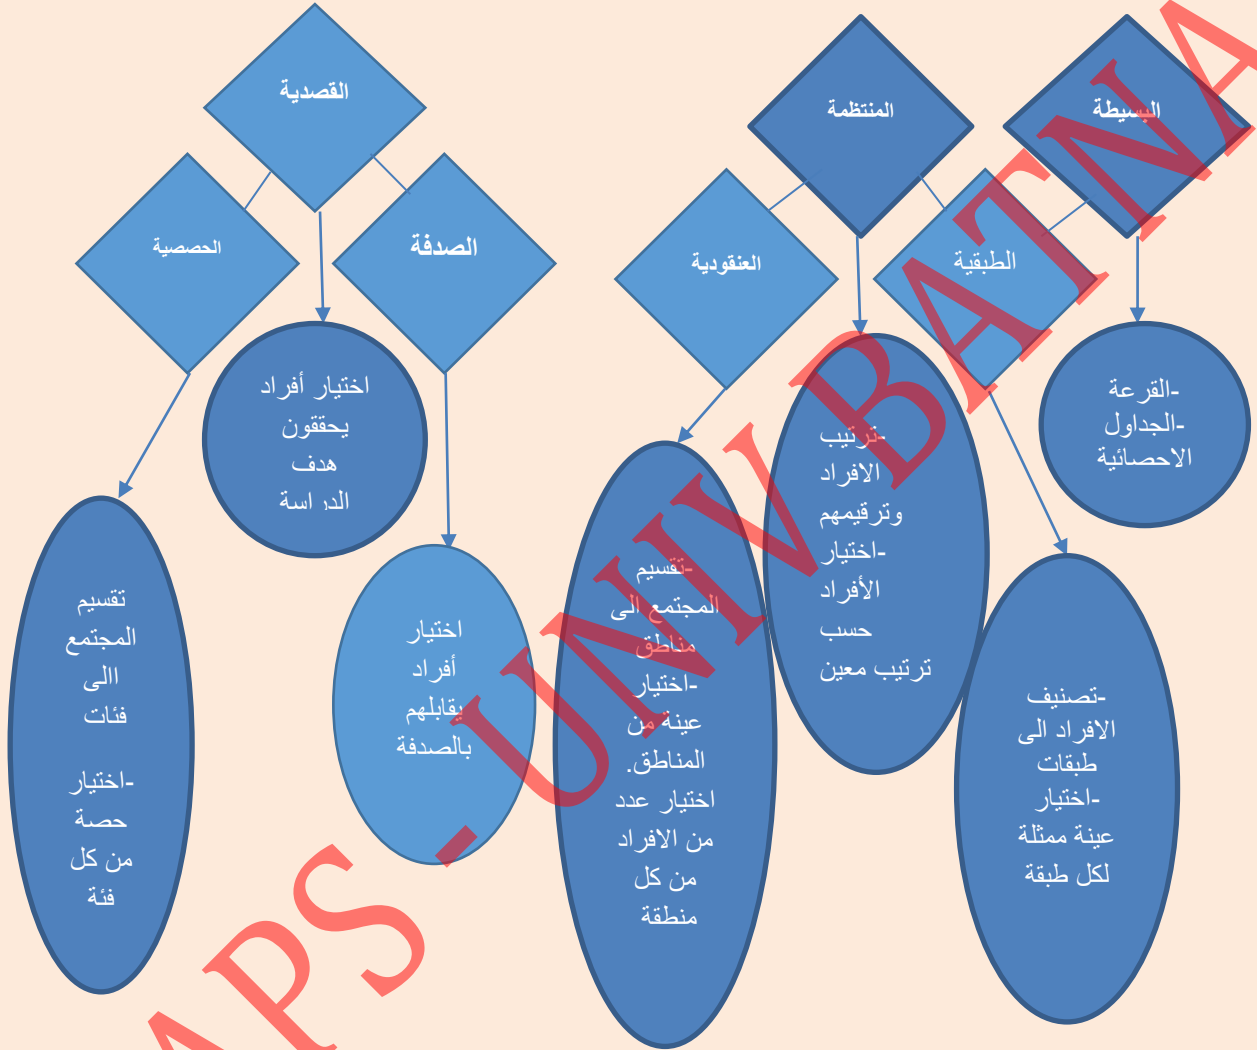 البسيطة
المنتظمة
القصدية
الطبقية
العنقودية
الصدفة
الحصصية
-القرعة
-الجداول
الاحصائية
-تصنيف
الافراد الى
طبقات
-اختيار
عينة ممثلة
لكل طبقة
-ترتيب
الافراد
وترقيمهم
-اختيار
الأفراد
حسب
ترتيب معين
-تقسيم
المجتمع الى
مناطق
-اختيار
عينة من
المناطق.
اختيار عدد
من الافراد
من كل
منطقة
اختيار
أفراد
يقابلهم
بالصدفة
اختيار أفراد
يحققون
هدف
الدراسة
تقسيم
المجتمع
االى
فئات
-اختيار
حصة
من كل
فئة
APS - UNIV BATNA